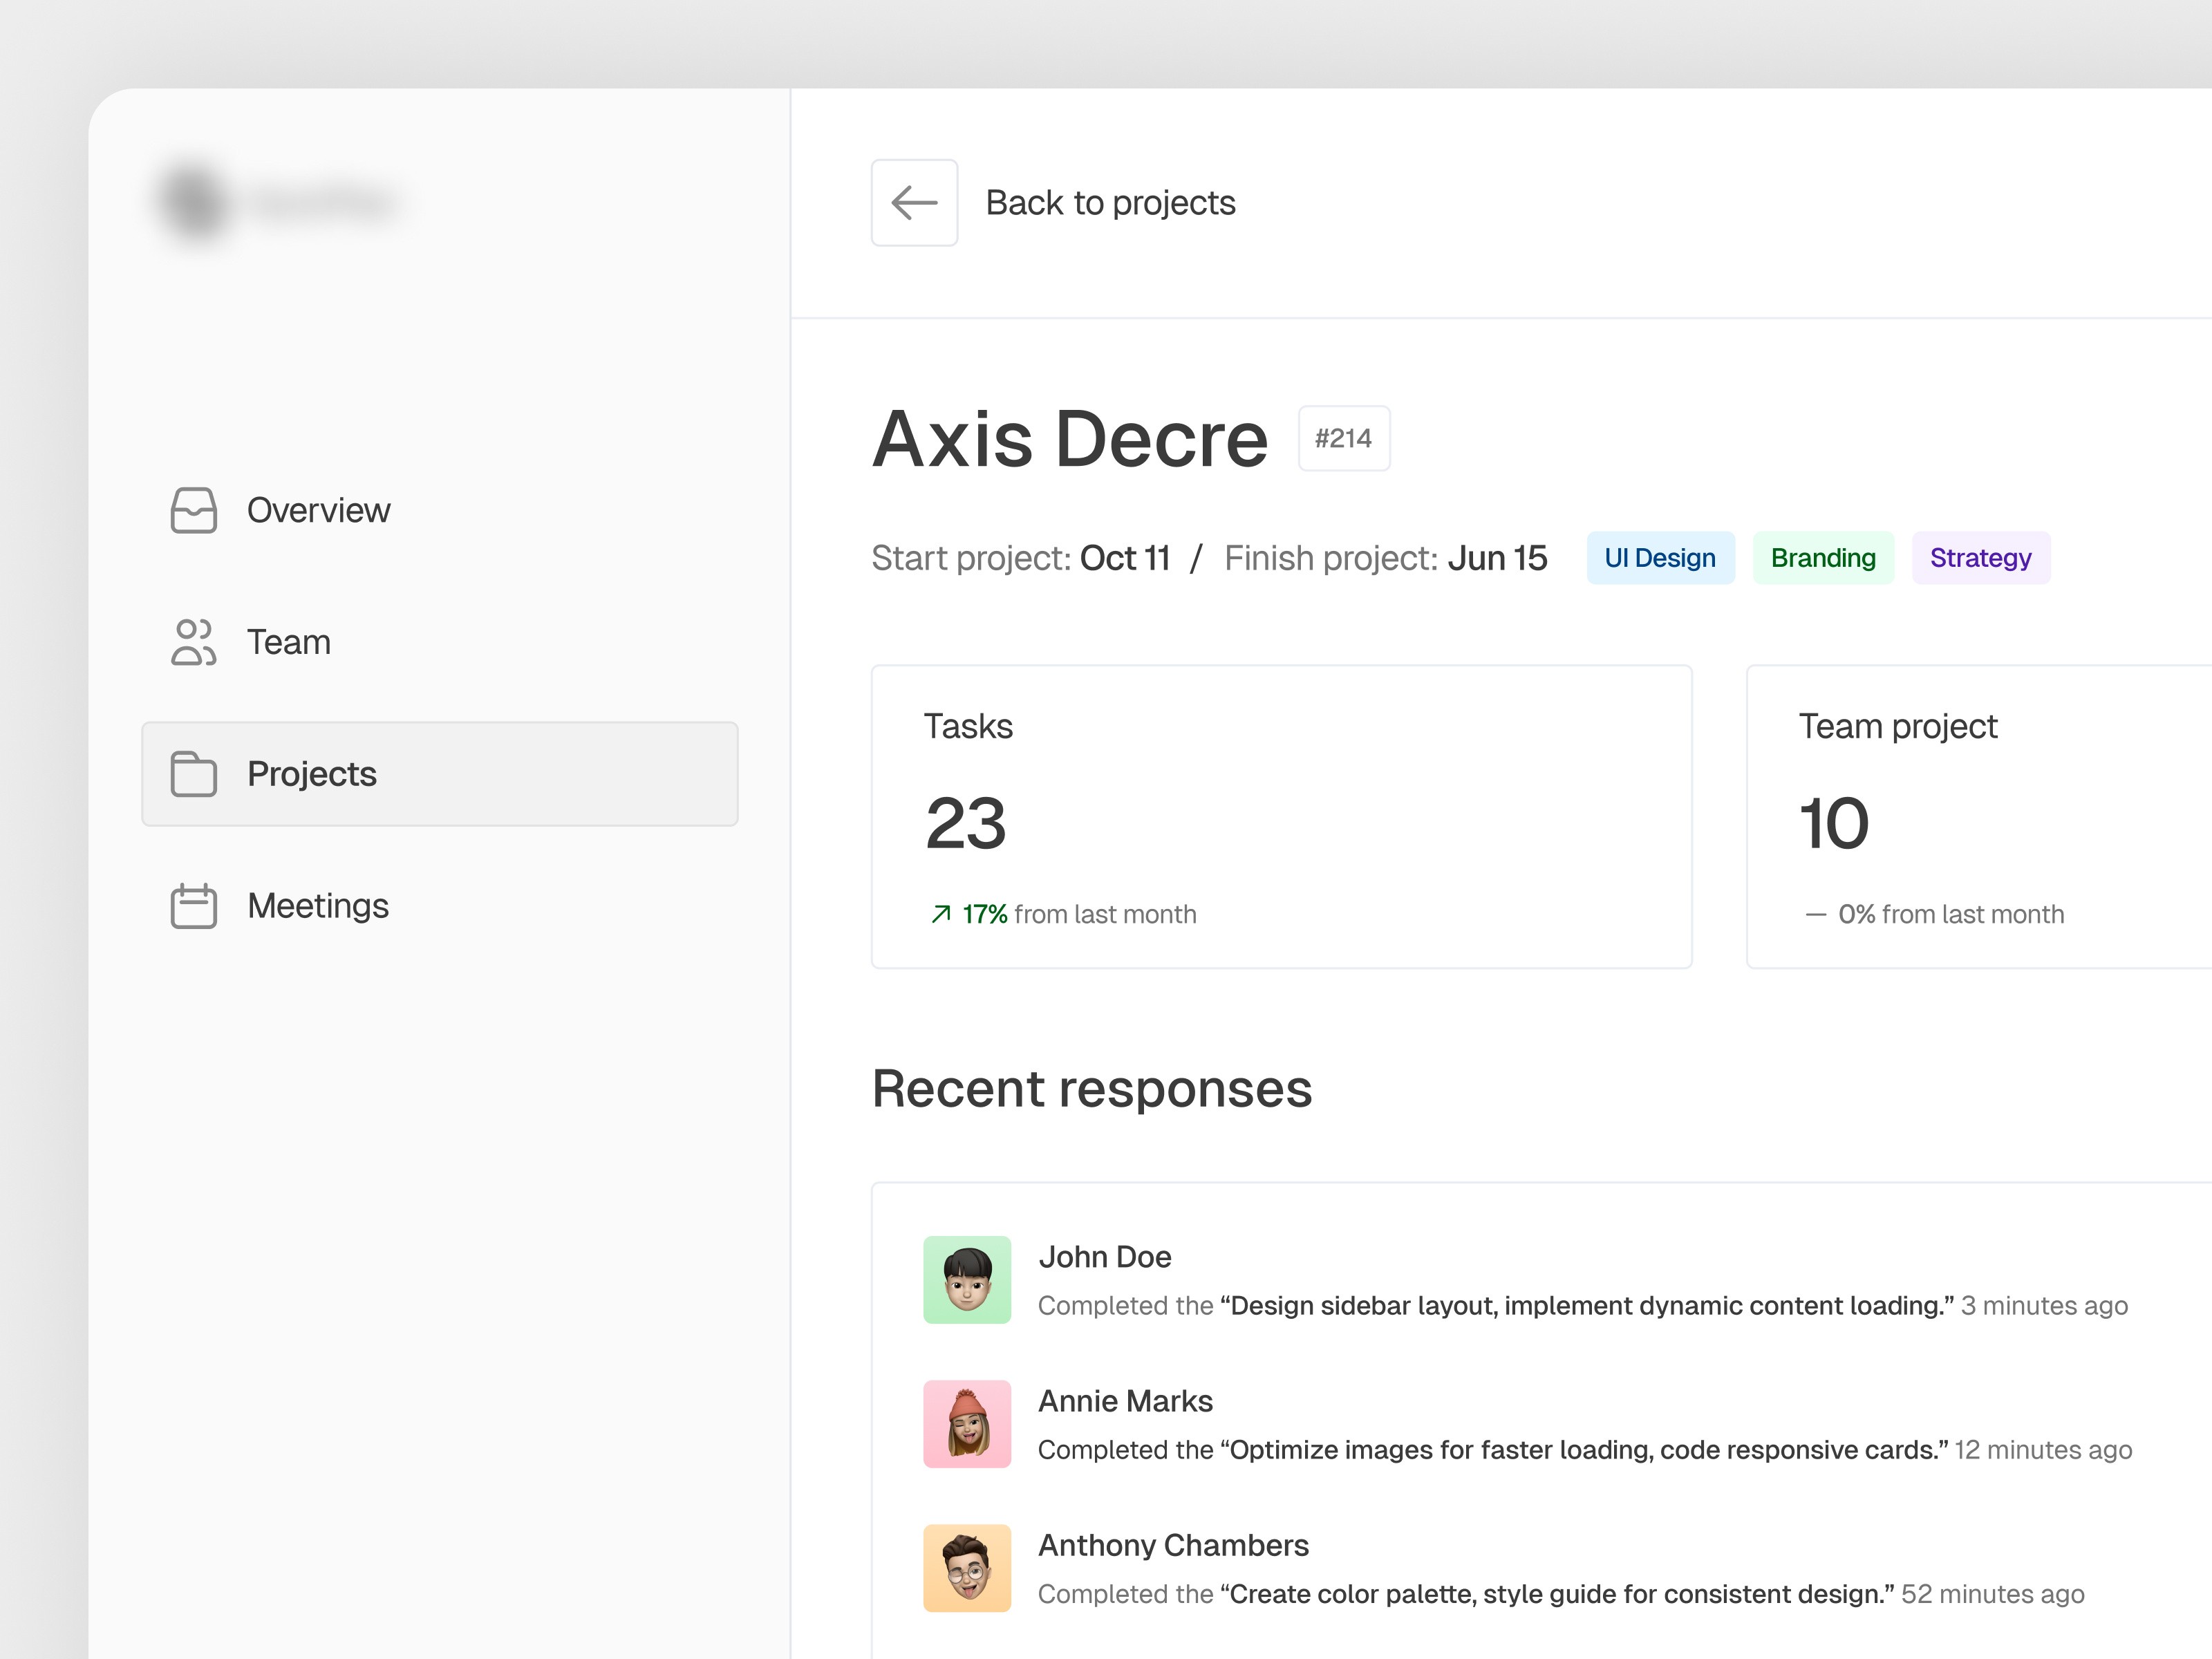 Back to projects
Overview
Team
Projects
Meetings
Axis Decre #214
Start project: Oct 11 / Finish project: Jun 15 UI Design Branding Strategy
Tasks
23
17% from last month
Team project
10
0% from last month
Recent responses
John Doe
Completed the “Design sidebar layout, implement dynamic content loading.” 3 minutes ago
Annie Marks
Completed the “Optimize images for faster loading, code responsive cards.” 12 minutes ago
Anthony Chambers
Completed the “Create color palette, style guide for consistent design.” 52 minutes ago